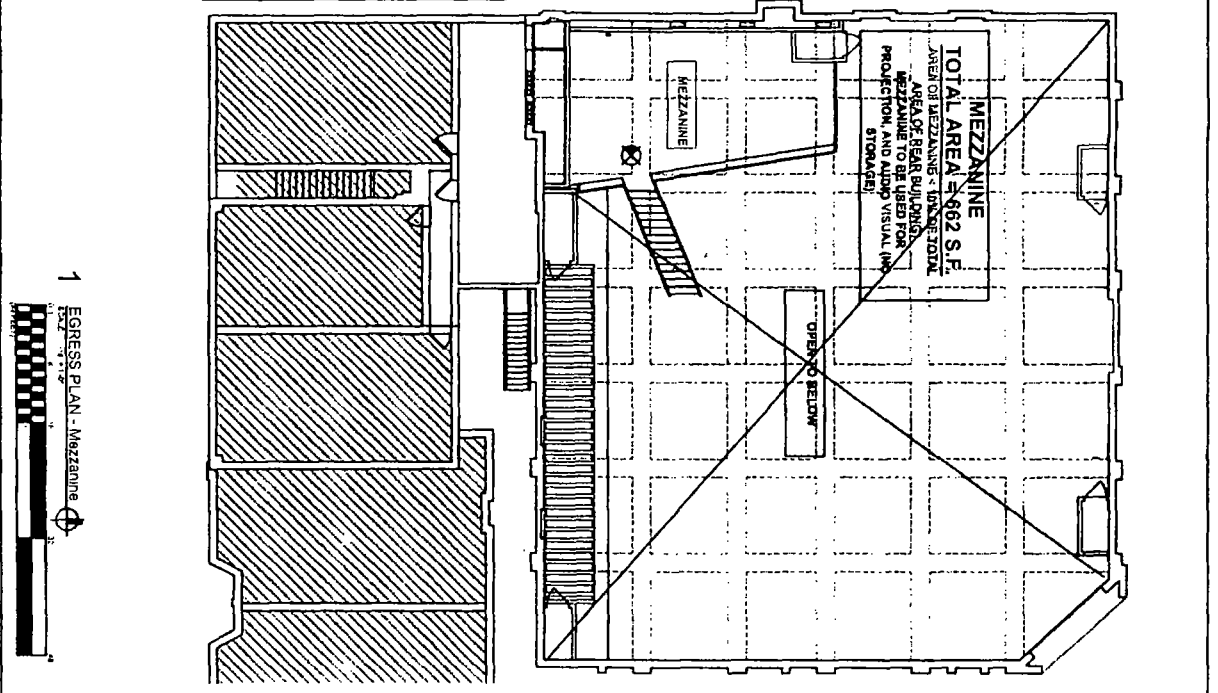 MEZZANINE
TOTAL AREA = 662 S.F.
AREA OF MEZZANINE < 10% OF TOTAL
AREA OF REAR BUILDING
MEZZANINE TO BE USED FOR
PROJECTION, AND AUDIO VISUAL (NO
STORAGE)
MEZZANINE
OPEN TO BELOW
1
EGRESS PLAN - Mezzanine